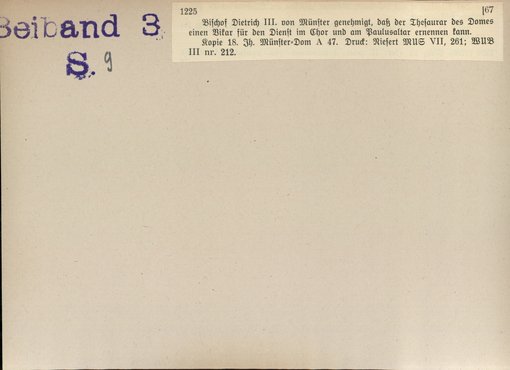 Beiband 3
S. 9
1225 |67
Bischof Dietrich III. von Münster genehmigt, daß der Thesaurar des Domes
einen Vikar für den Dienst im Chor und am Paulusaltar ernennen kann.
Kopie 18. Jh. Münster-Dom A 47. Druck: Niesert MUS VII, 261; WUB
III nr. 212.